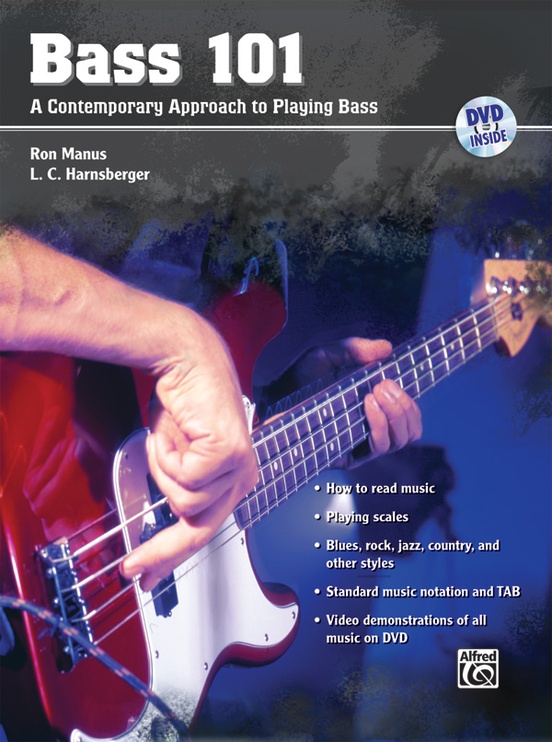 Bass 101
A Contemporary Approach to Playing Bass
DVD
INSIDE
Ron Manus
L. C. Harnsberger
• How to read music
• Playing scales
• Blues, rock, jazz, country, and
other styles
• Standard music notation and TAB
• Video demonstrations of all
music on DVD
Alfred